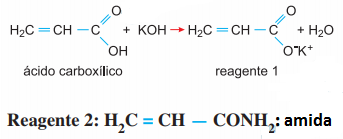 O O
H₂C = CH — C + KOH → H₂C = CH — C + H₂O
OH O⁻K⁺
ácido carboxílico reagente 1
Reagente 2: H₂C = CH — CONH₂: amida